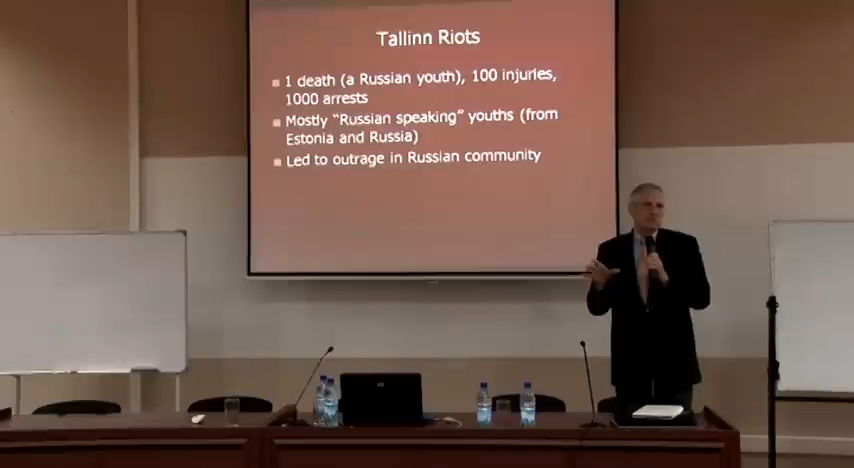 Tallinn Riots
1 death (a Russian youth), 100 injuries,
1000 arrests
Mostly “Russian speaking” youths (from
Estonia and Russia)
Led to outrage in Russian community